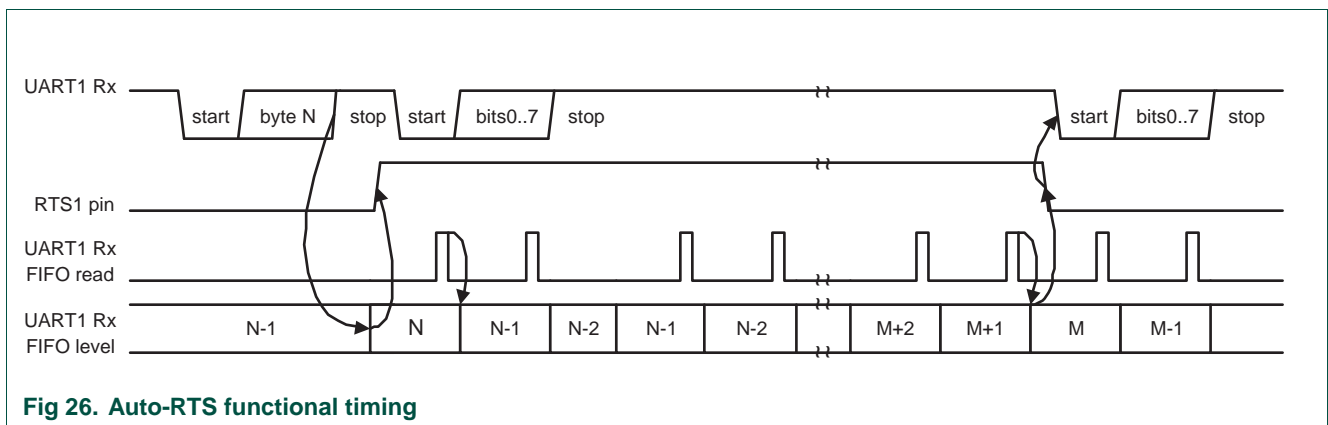 UART1 Rx
start byte N stop start bits0..7 stop start bits0..7 stop
RTS1 pin
UART1 Rx
FIFO read
UART1 Rx
FIFO level
N-1 N N-1 N-2 N-1 N-2 M+2 M+1 M M-1
Fig 26. Auto-RTS functional timing